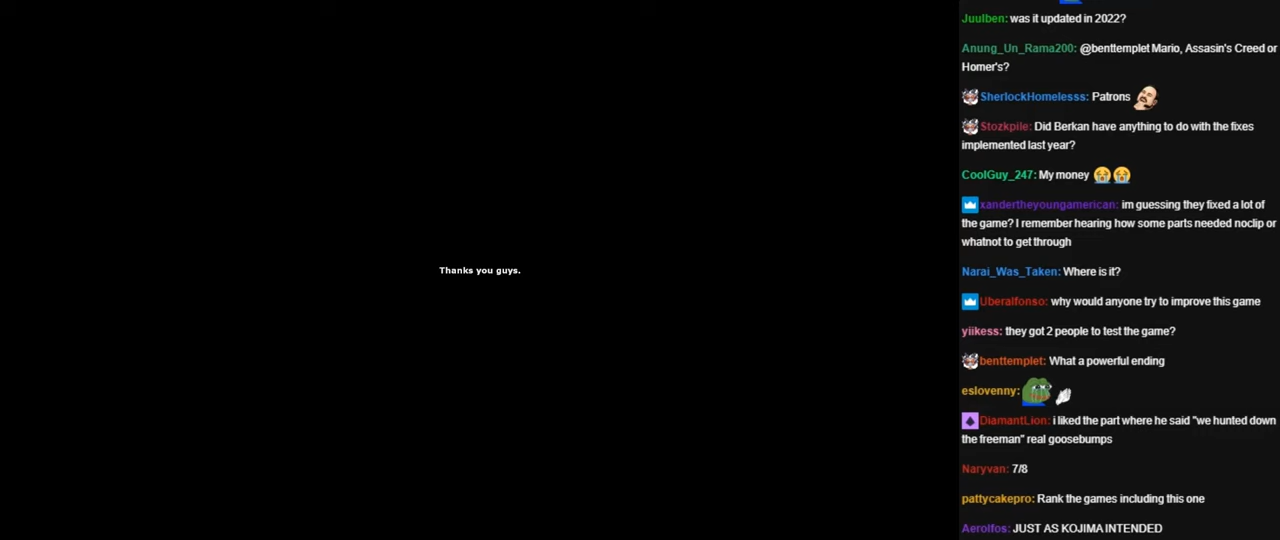 Thanks you guys.
Juulben: was it updated in 2022?
Anung_Un_Rama200: @benttemplet Mario, Assasin's Creed or
Homer's?
SherlockHomelesss: Patrons
Stozkpile: Did Berkan have anything to do with the fixes
implemented last year?
CoolGuy_247: My money
xandertheyoungamerican: im guessing they fixed a lot of
the game? I remember hearing how some parts needed noclip or
whatnot to get through
Narai_Was_Taken: Where is it?
Uberalfonso: why would anyone try to improve this game
yiikess: they got 2 people to test the game?
benttemplet: What a powerful ending
eslovenny:
DiamantLion: i liked the part where he said "we hunted down
the freeman" real goosebumps
Naryvan: 7/8
pattycakepro: Rank the games including this one
Aerolfos: JUST AS KOJIMA INTENDED